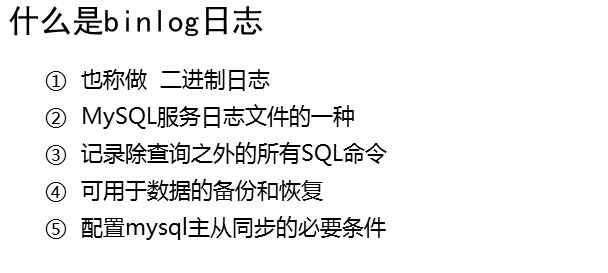 什么是binlog日志
① 也称做 二进制日志
② MySQL服务日志文件的一种
③ 记录除查询之外的所有SQL命令
④ 可用于数据的备份和恢复
⑤ 配置mysql主从同步的必要条件